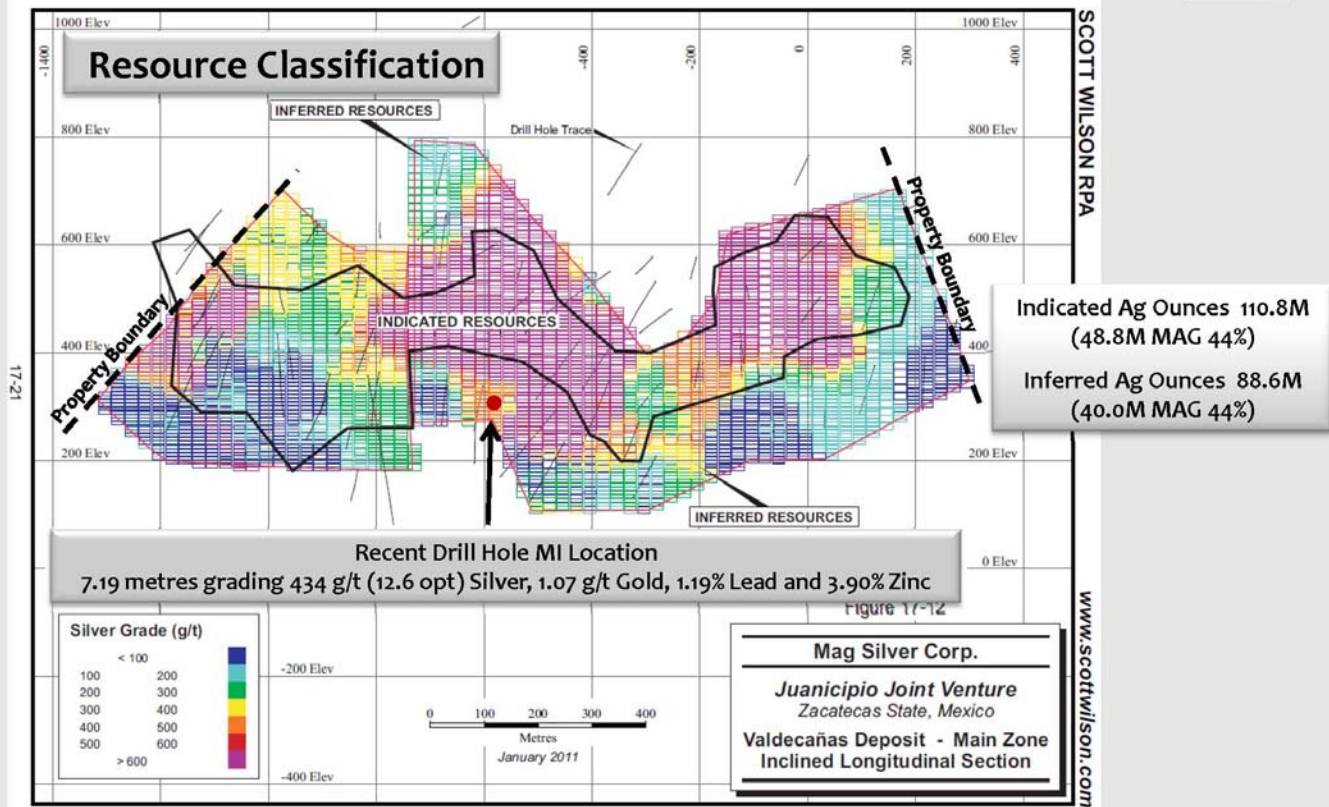 1000 Elev
1000 Elev
-1400
-400
-200
0
200
400
SCOTT WILSON RPA
Resource Classification
INFERRED RESOURCES
Drill Hole Trace
800 Elev
800 Elev
600 Elev
600 Elev
Property Boundary
Property Boundary
INDICATED RESOURCES
400 Elev
400
17-21
Indicated Ag Ounces 110.8M
(48.8M MAG 44%)
Inferred Ag Ounces 88.6M
(40.0M MAG 44%)
200 Elev
200 Elev
INFERRED RESOURCES
Recent Drill Hole MI Location
7.19 metres grading 434 g/t (12.6 opt) Silver, 1.07 g/t Gold, 1.19% Lead and 3.90% Zinc
0 Elev
Figure 17-12
Silver Grade (g/t)
< 100
100 200
200 300
300 400
400 500
500 600
> 600
-200 Elev
-400 Elev
0 100 200 300 400
Metres
January 2011
Mag Silver Corp.
Juanicipio Joint Venture
Zacatecas State, Mexico
Valdecañas Deposit - Main Zone
Inclined Longitudinal Section
www.scottwilson.com